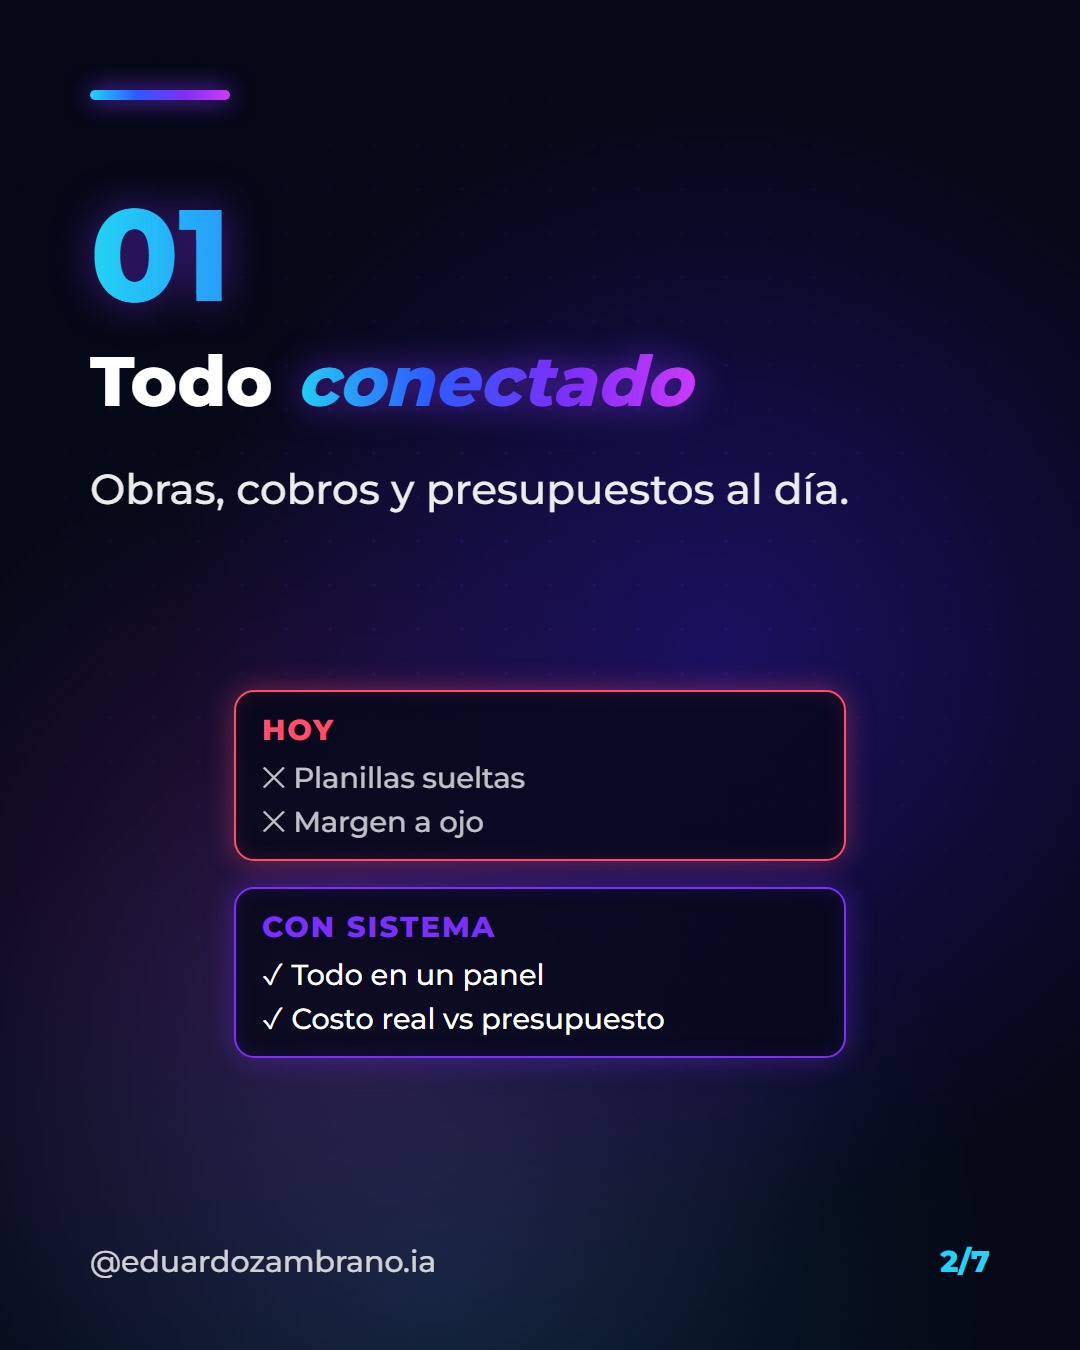 01
Todo conectado
Obras, cobros y presupuestos al día.
HOY
✕ Planillas sueltas
✕ Margen a ojo
CON SISTEMA
✓ Todo en un panel
✓ Costo real vs presupuesto
@eduardozambrano.ia
2/7